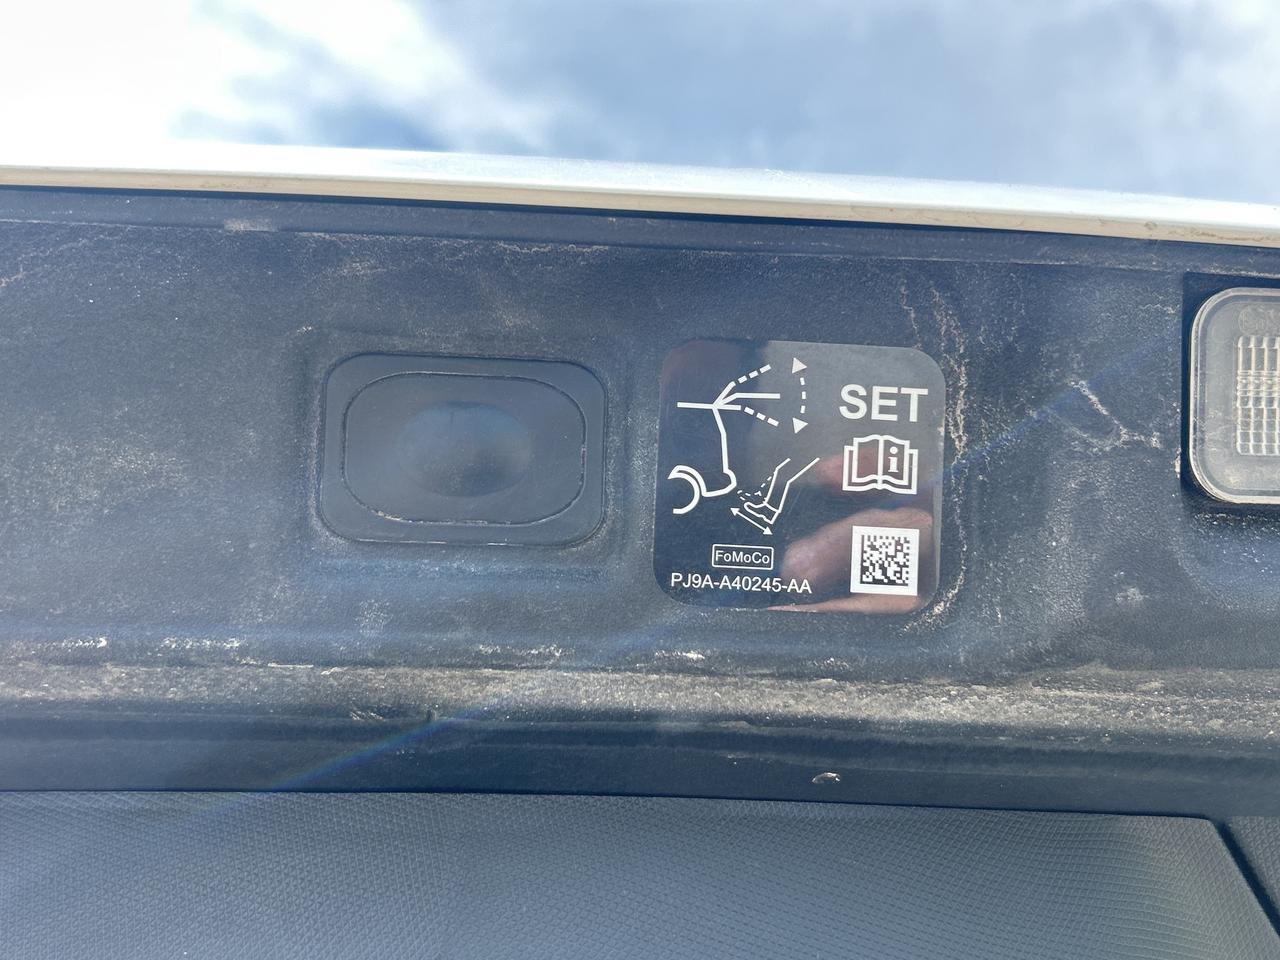 SET
i
FoMoCo
PJ9A-A40245-AA